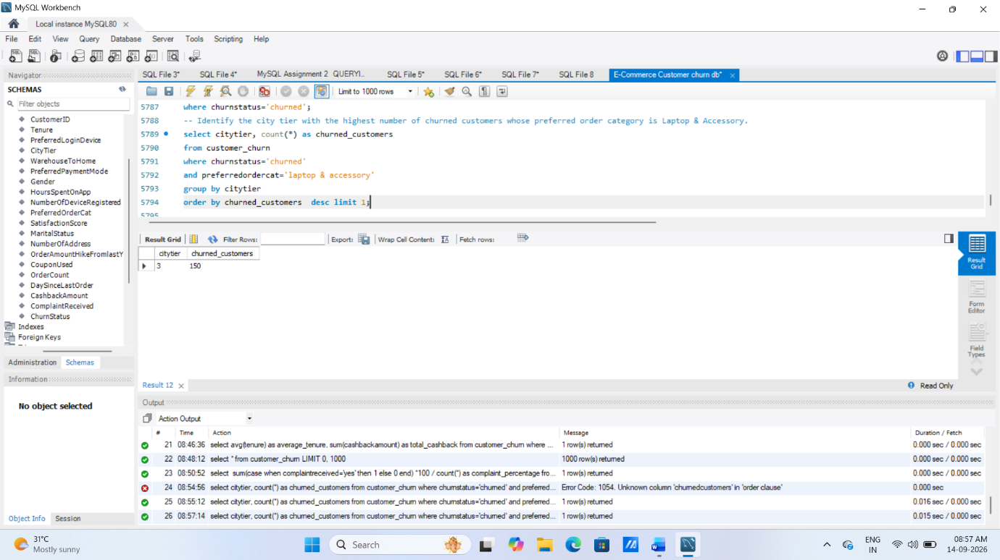 MySQL Workbench
Local instance MySQL80
File Edit View Query Database Server Tools Scripting Help
Navigator
SCHEMAS
Filter objects
CustomerID
Tenure
PreferredLoginDevice
CityTier
WarehouseToHome
PreferredPaymentMode
Gender
HoursSpentOnApp
NumberOfDeviceRegistered
PreferredOrderCat
SatisfactionScore
MaritalStatus
NumberOfAddress
OrderAmountHikeFromlastY
CouponUsed
OrderCount
DaySinceLastOrder
CashbackAmount
ComplaintReceived
ChurnStatus
Indexes
Foreign Keys
Administration Schemas
Information
No object selected
Object Info Session
SQL File 3* SQL File 4* MySQL Assignment 2 QUERYI... SQL File 5* SQL File 6* SQL File 7* SQL File 8 E-Commerce Customer churn db*
Limit to 1000 rows
5787 where churnstatus='churned';
5788 -- Identify the city tier with the highest number of churned customers whose preferred order category is Laptop & Accessory.
5789 select citytier, count(*) as churned_customers
5790 from customer_churn
5791 where churnstatus='churned'
5792 and preferredordercat='laptop & accessory'
5793 group by citytier
5794 order by churned_customers desc limit 1;
5795
Result Grid Filter Rows: Export: Wrap Cell Content: Fetch rows:
citytier churned_customers
3 150
Result Grid
Form Editor
Field Types
Result 12 Read Only
Output
Action Output
# Time Action Message Duration / Fetch
21 08:46:36 select avg(tenure) as average_tenure, sum(cashbackamount) as total_cashback from customer_churn where ... 1 row(s) returned 0.000 sec / 0.000 sec
22 08:48:12 select * from customer_churn LIMIT 0, 1000 1000 row(s) returned 0.000 sec / 0.000 sec
23 08:50:52 select sum(case when complaintreceived='yes' then 1 else 0 end) *100 / count(*) as complaint_percentage fro... 1 row(s) returned 0.000 sec / 0.000 sec
24 08:54:56 select citytier, count(*) as churned_customers from customer_churn where churnstatus='churned' and preferred... Error Code: 1054. Unknown column 'churnedcustomers' in 'order clause' 0.000 sec
25 08:55:12 select citytier, count(*) as churned_customers from customer_churn where churnstatus='churned' and preferred... 1 row(s) returned 0.016 sec / 0.000 sec
26 08:57:14 select citytier, count(*) as churned_customers from customer_churn where churnstatus='churned' and preferred... 1 row(s) returned 0.015 sec / 0.000 sec
31°C
Mostly sunny
Search
ENG
IN
08:57 AM
14-09-2026